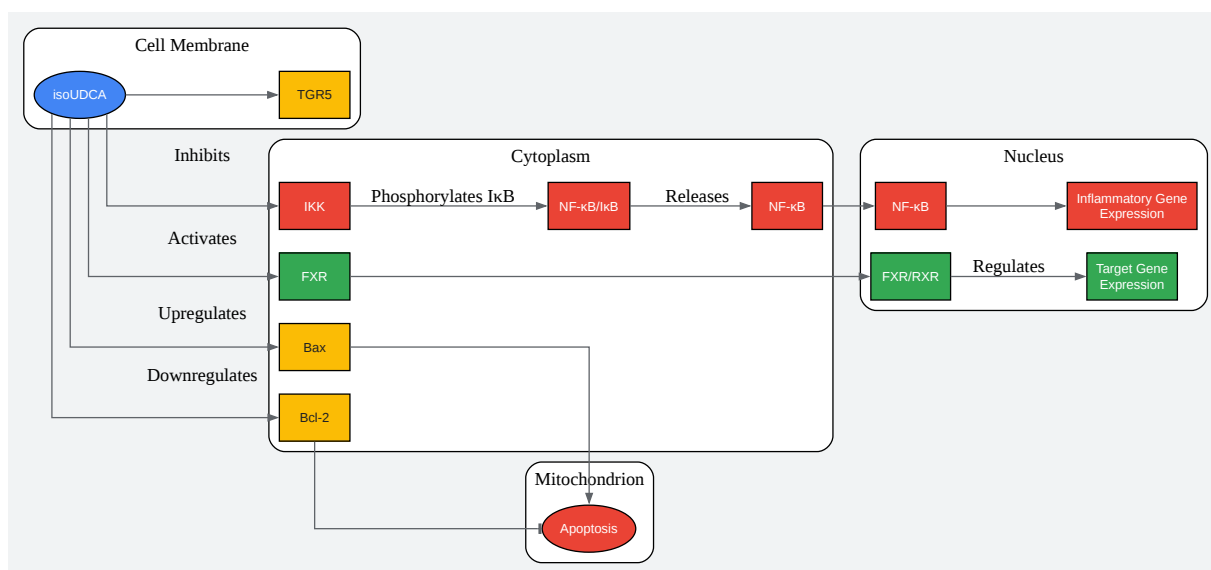 Cell Membrane
isoUDCA
TGR5
Inhibits
Cytoplasm
Nucleus
IKK
Phosphorylates IκB
NF-κB/IκB
Releases
NF-κB
NF-κB
Inflammatory Gene
Expression
Activates
FXR
FXR/RXR
Regulates
Target Gene
Expression
Upregulates
Bax
Downregulates
Bcl-2
Mitochondrion
Apoptosis